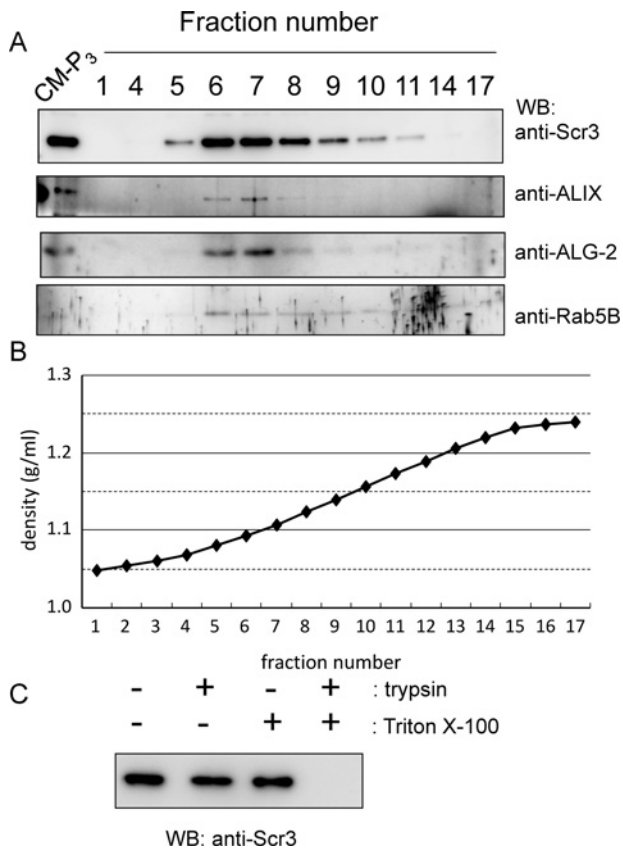 A
Fraction number
CM-P3 1 4 5 6 7 8 9 10 11 14 17
WB:
anti-Scr3
anti-ALIX
anti-ALG-2
anti-Rab5B
B
1.3
1.2
1.1
1.0
density (g/ml)
1 2 3 4 5 6 7 8 9 10 11 12 13 14 15 16 17
fraction number
C
- + - + : trypsin
- - + + : Triton X-100
WB: anti-Scr3